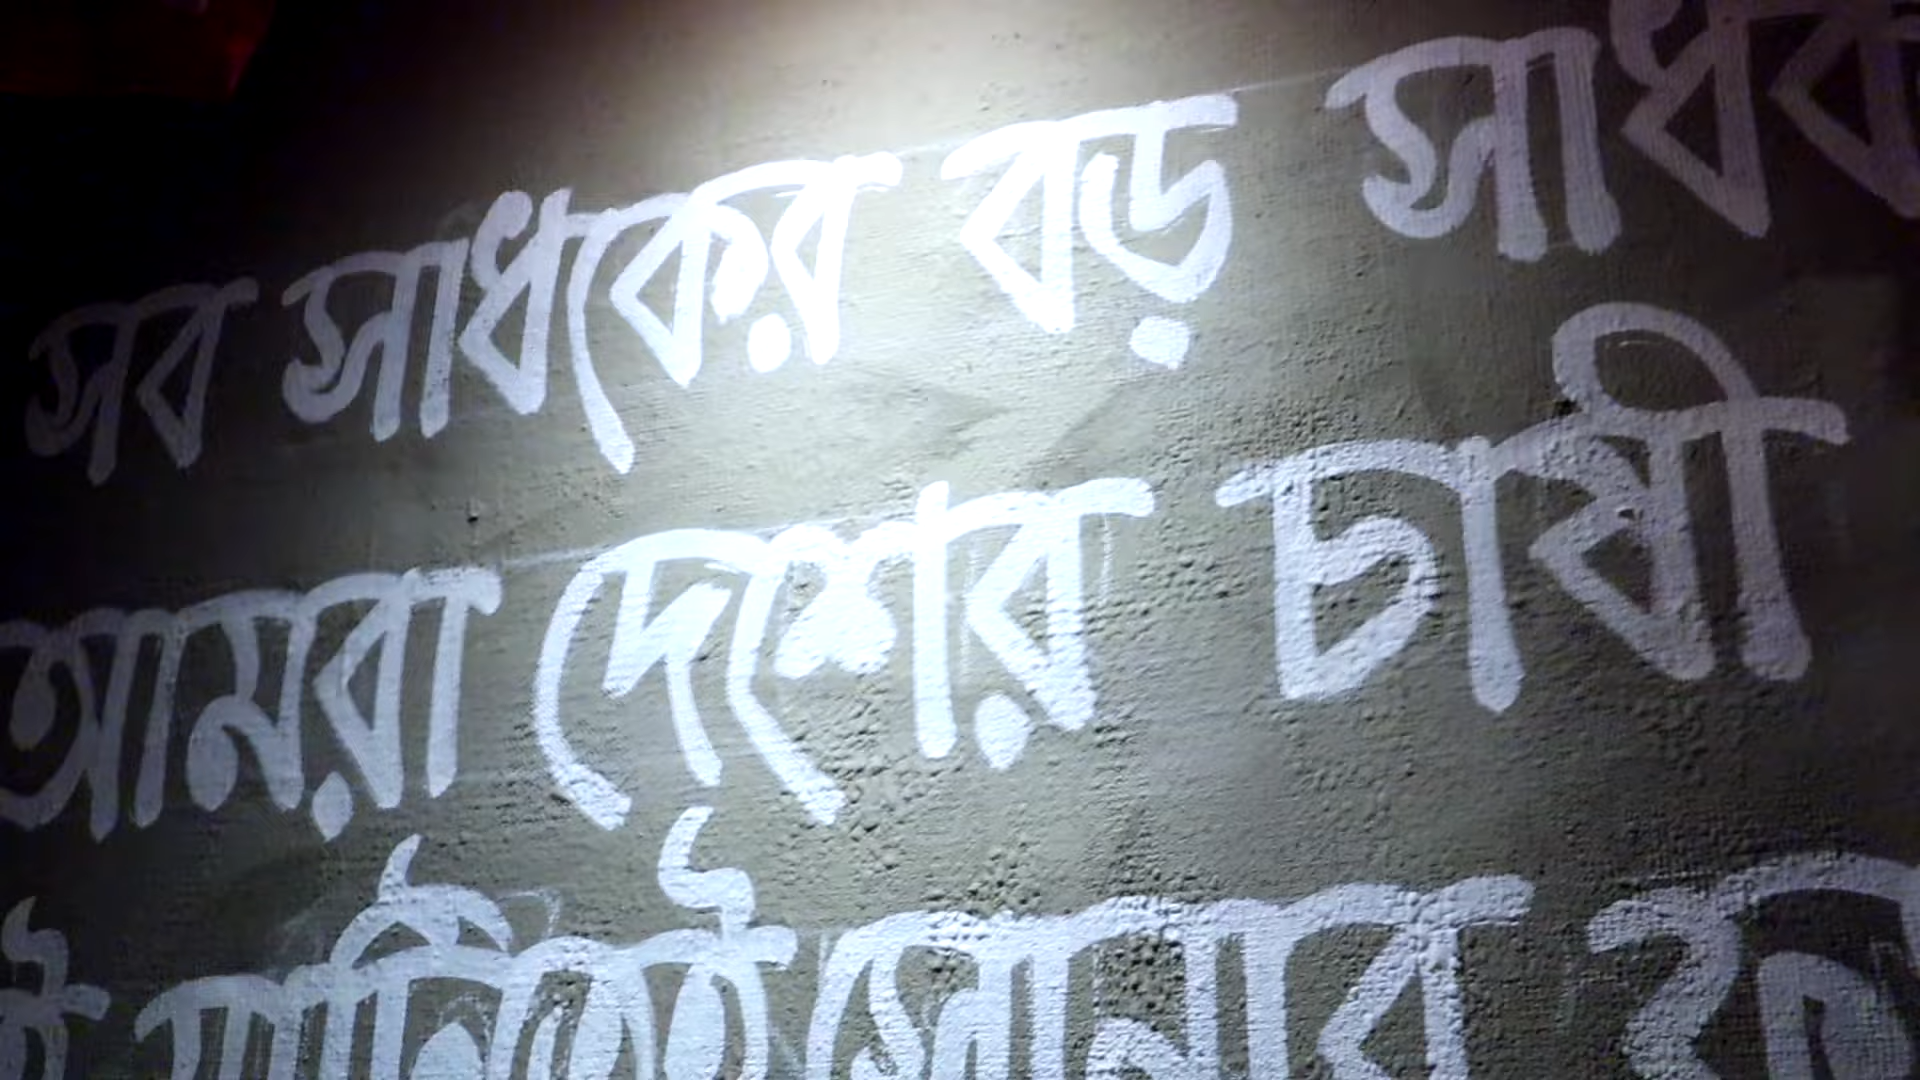 সব সাধকের বড় সাধক
আমরা দেশের চাষী
মাটিতেই সোনার